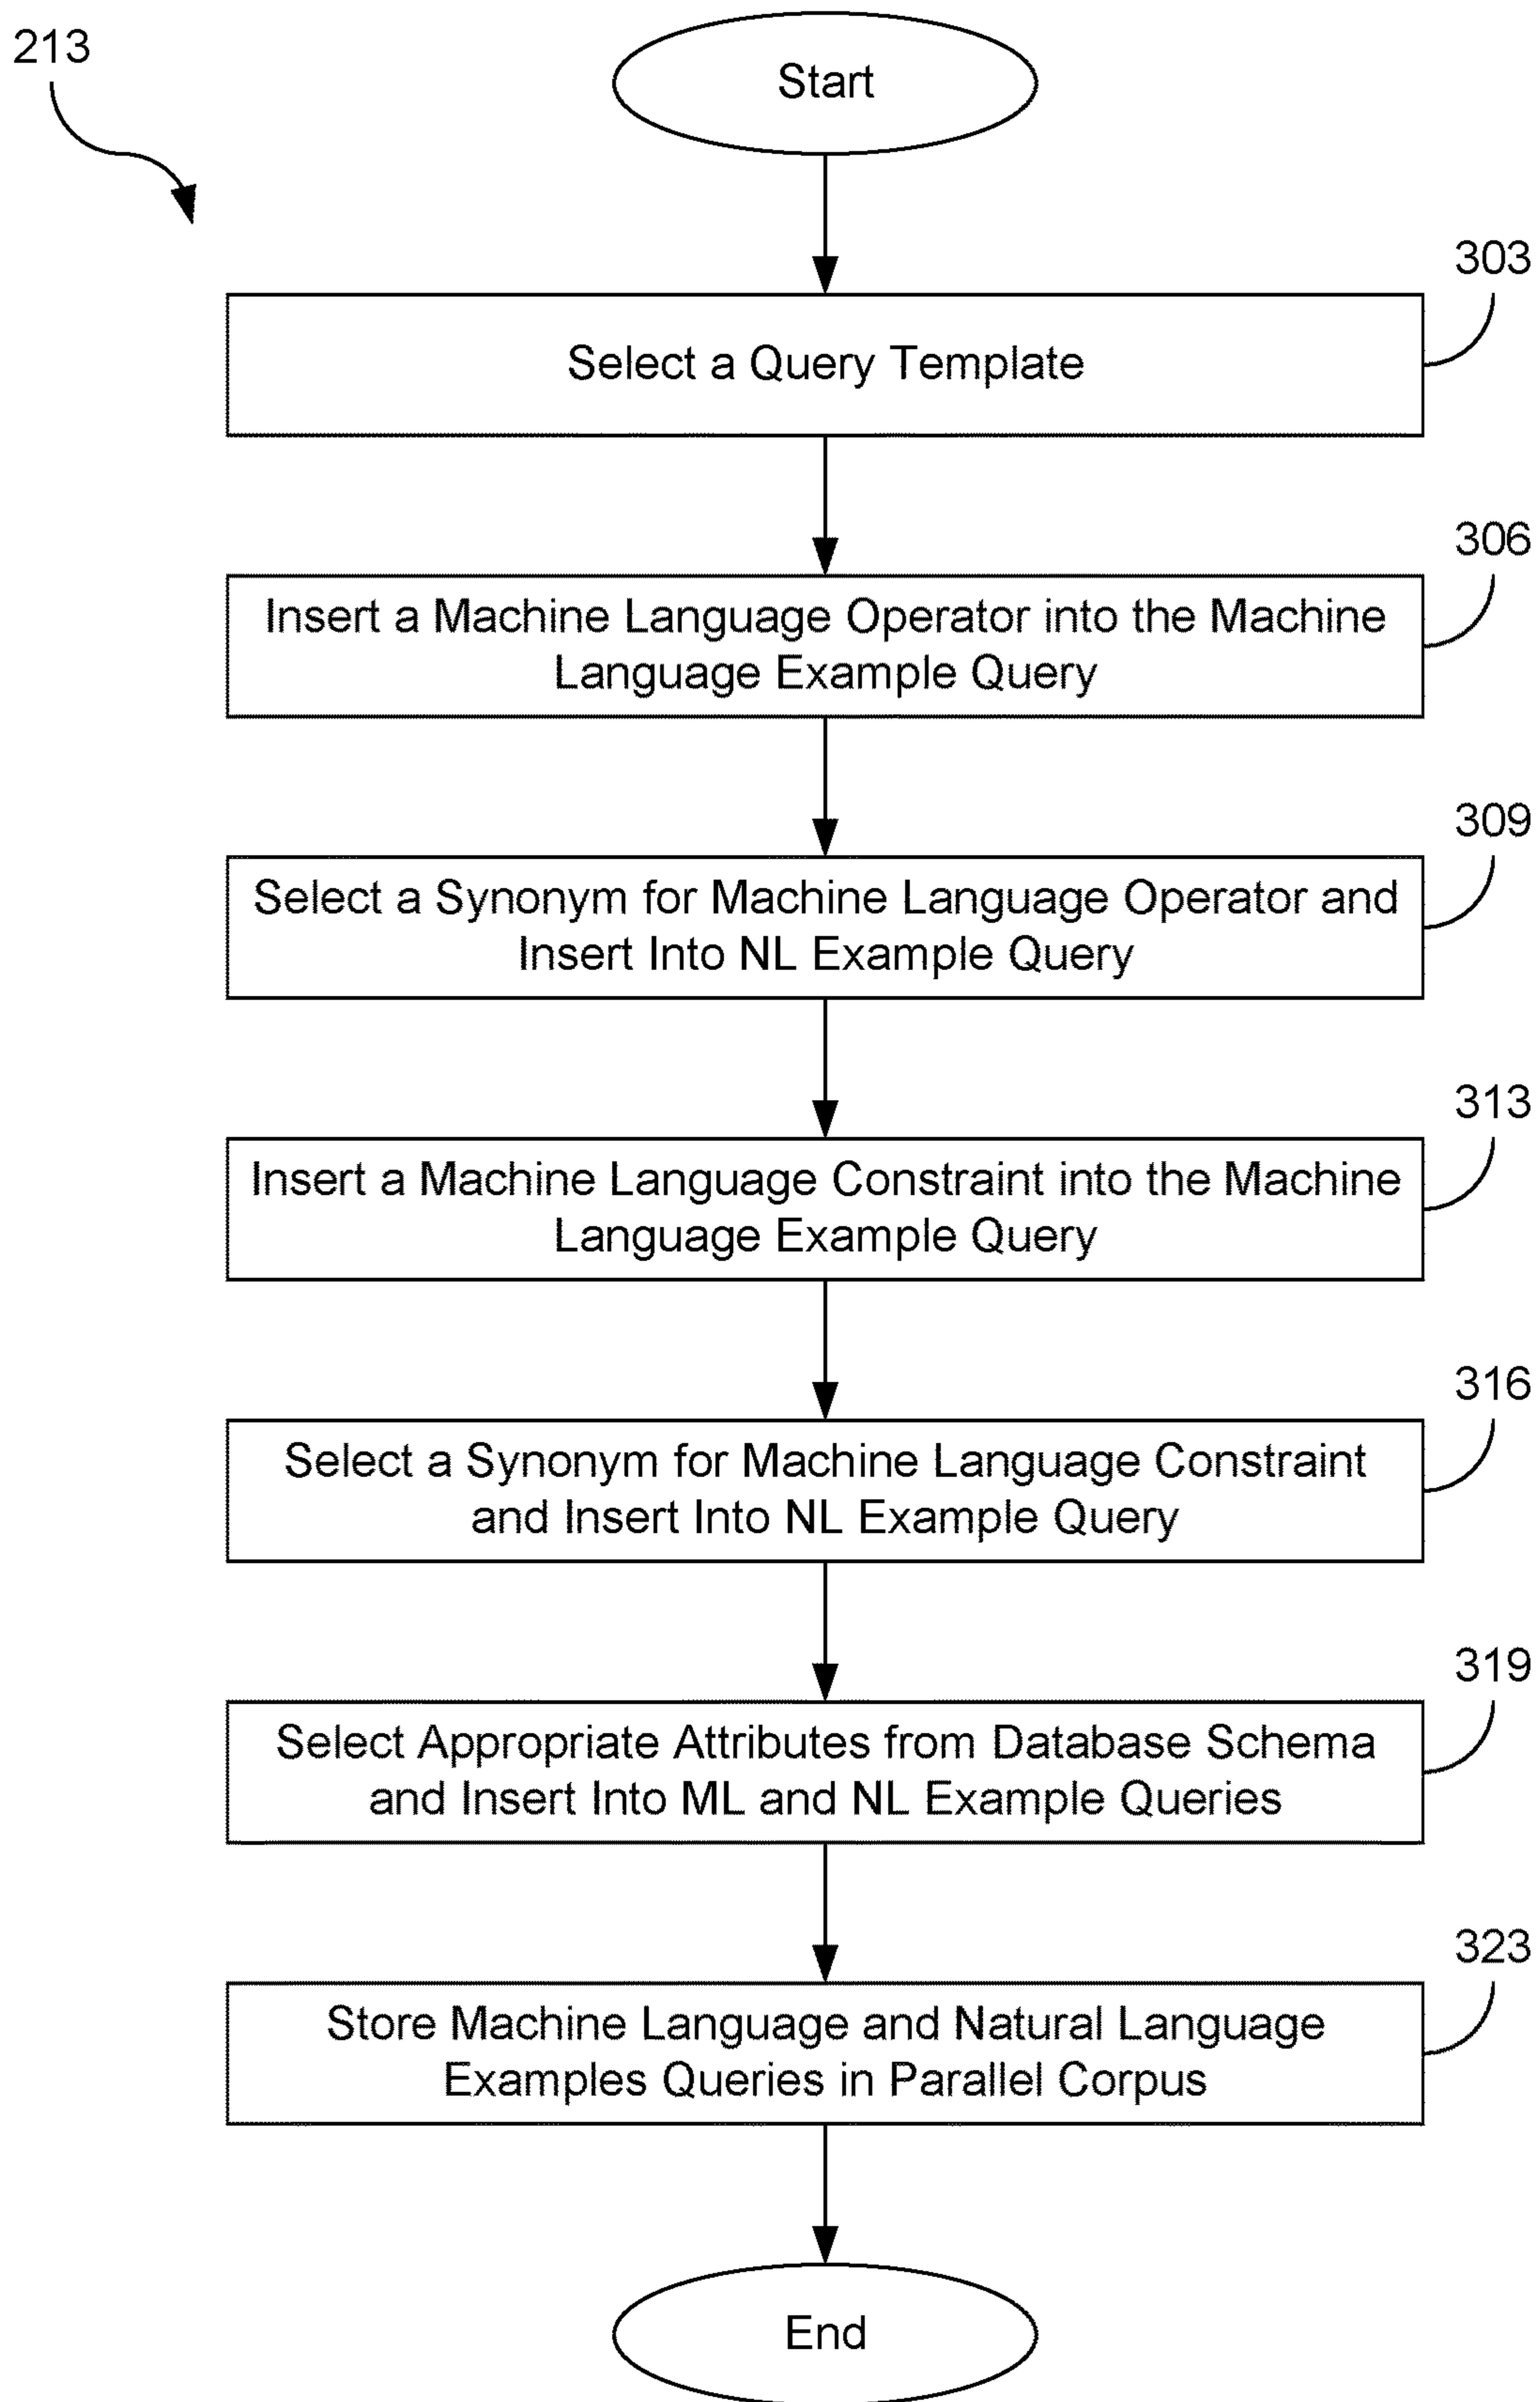 213
Start
303
Select a Query Template
306
Insert a Machine Language Operator into the Machine
Language Example Query
309
Select a Synonym for Machine Language Operator and
Insert Into NL Example Query
313
Insert a Machine Language Constraint into the Machine
Language Example Query
316
Select a Synonym for Machine Language Constraint
and Insert Into NL Example Query
319
Select Appropriate Attributes from Database Schema
and Insert Into ML and NL Example Queries
323
Store Machine Language and Natural Language
Examples Queries in Parallel Corpus
End